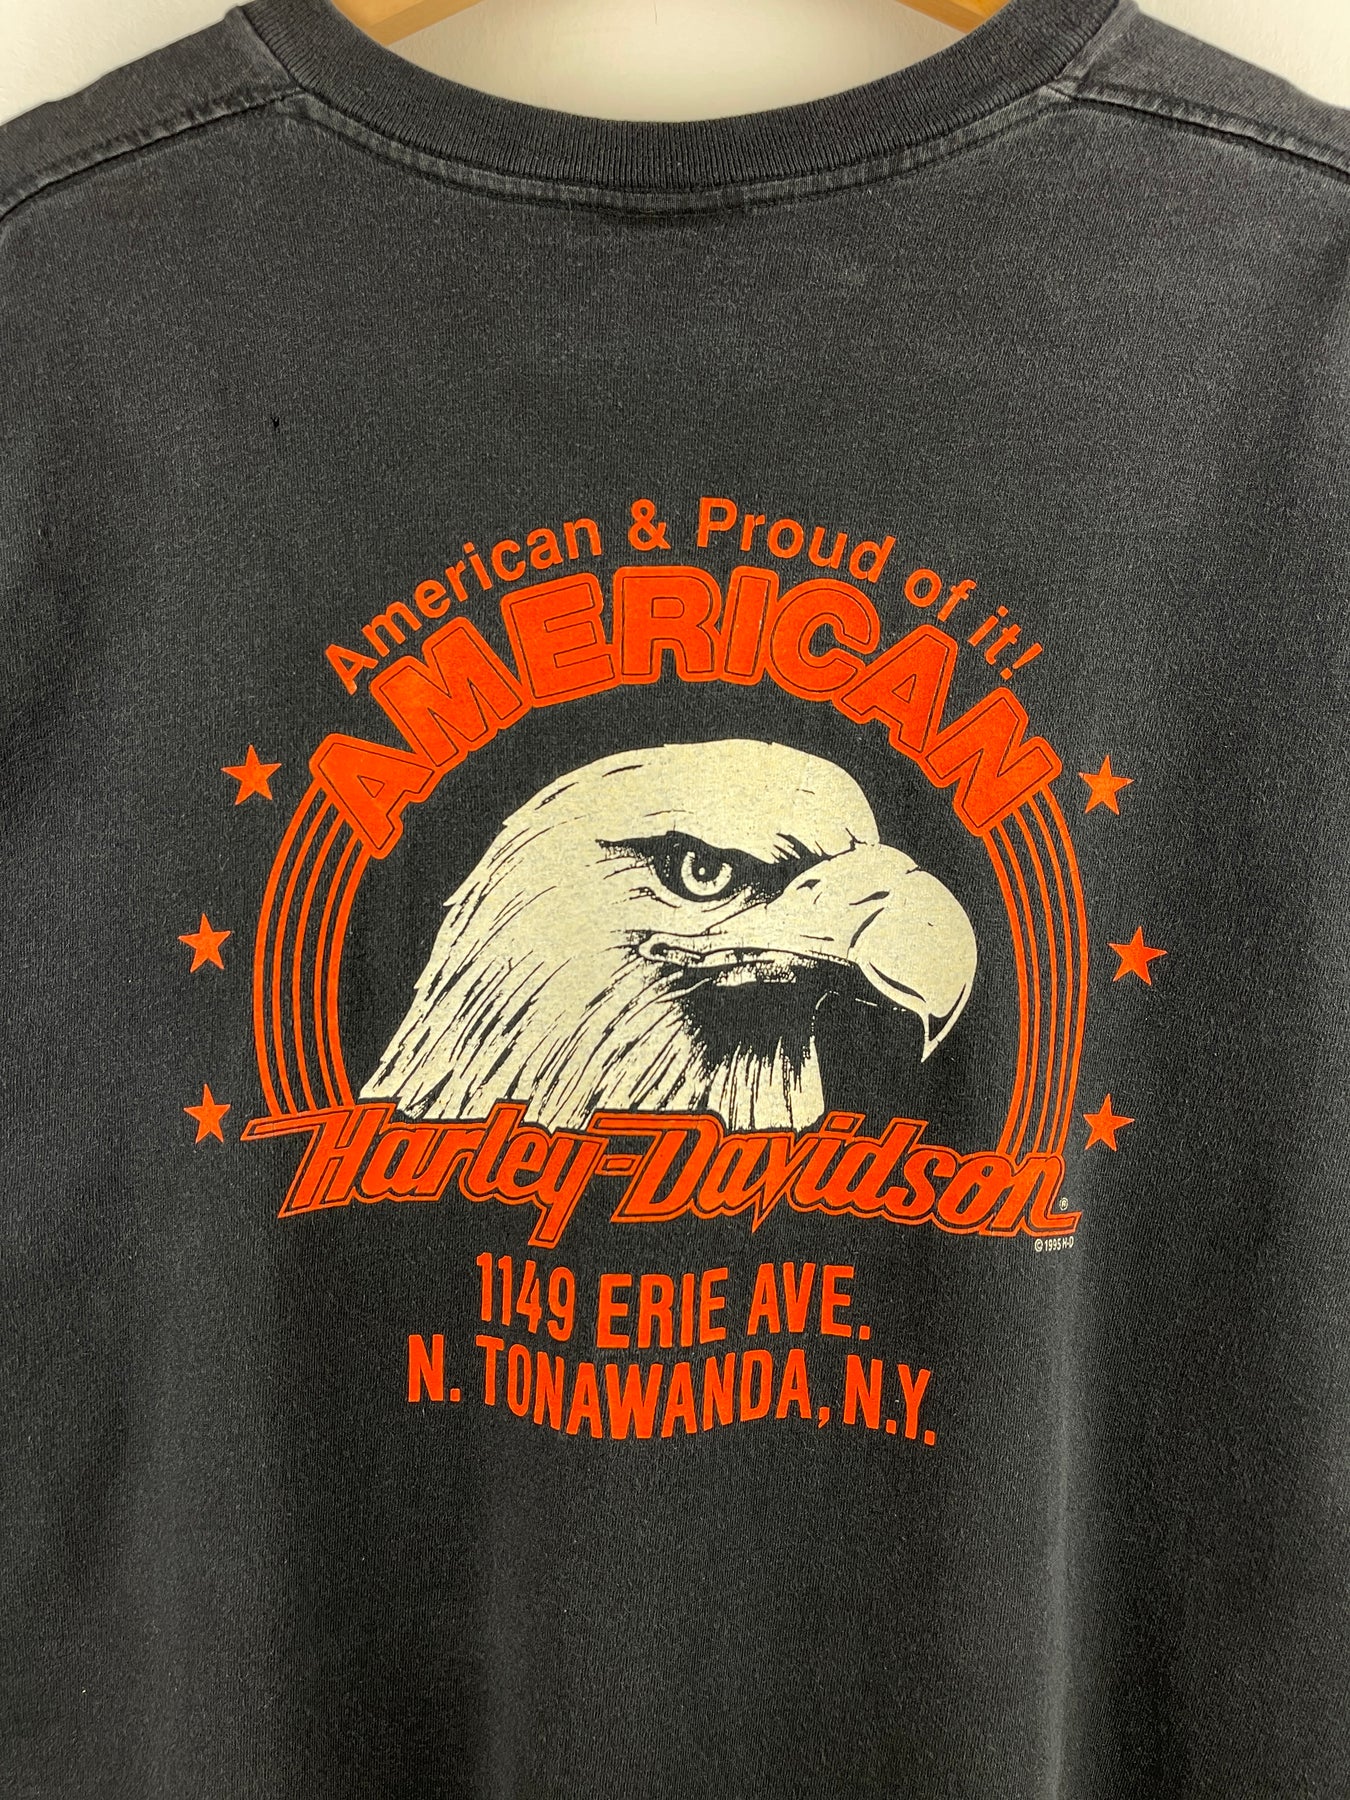 American & Proud of it!
AMERICAN
Harley-Davidson®
©1995 H-D
1149 ERIE AVE.
N. TONAWANDA, N.Y.